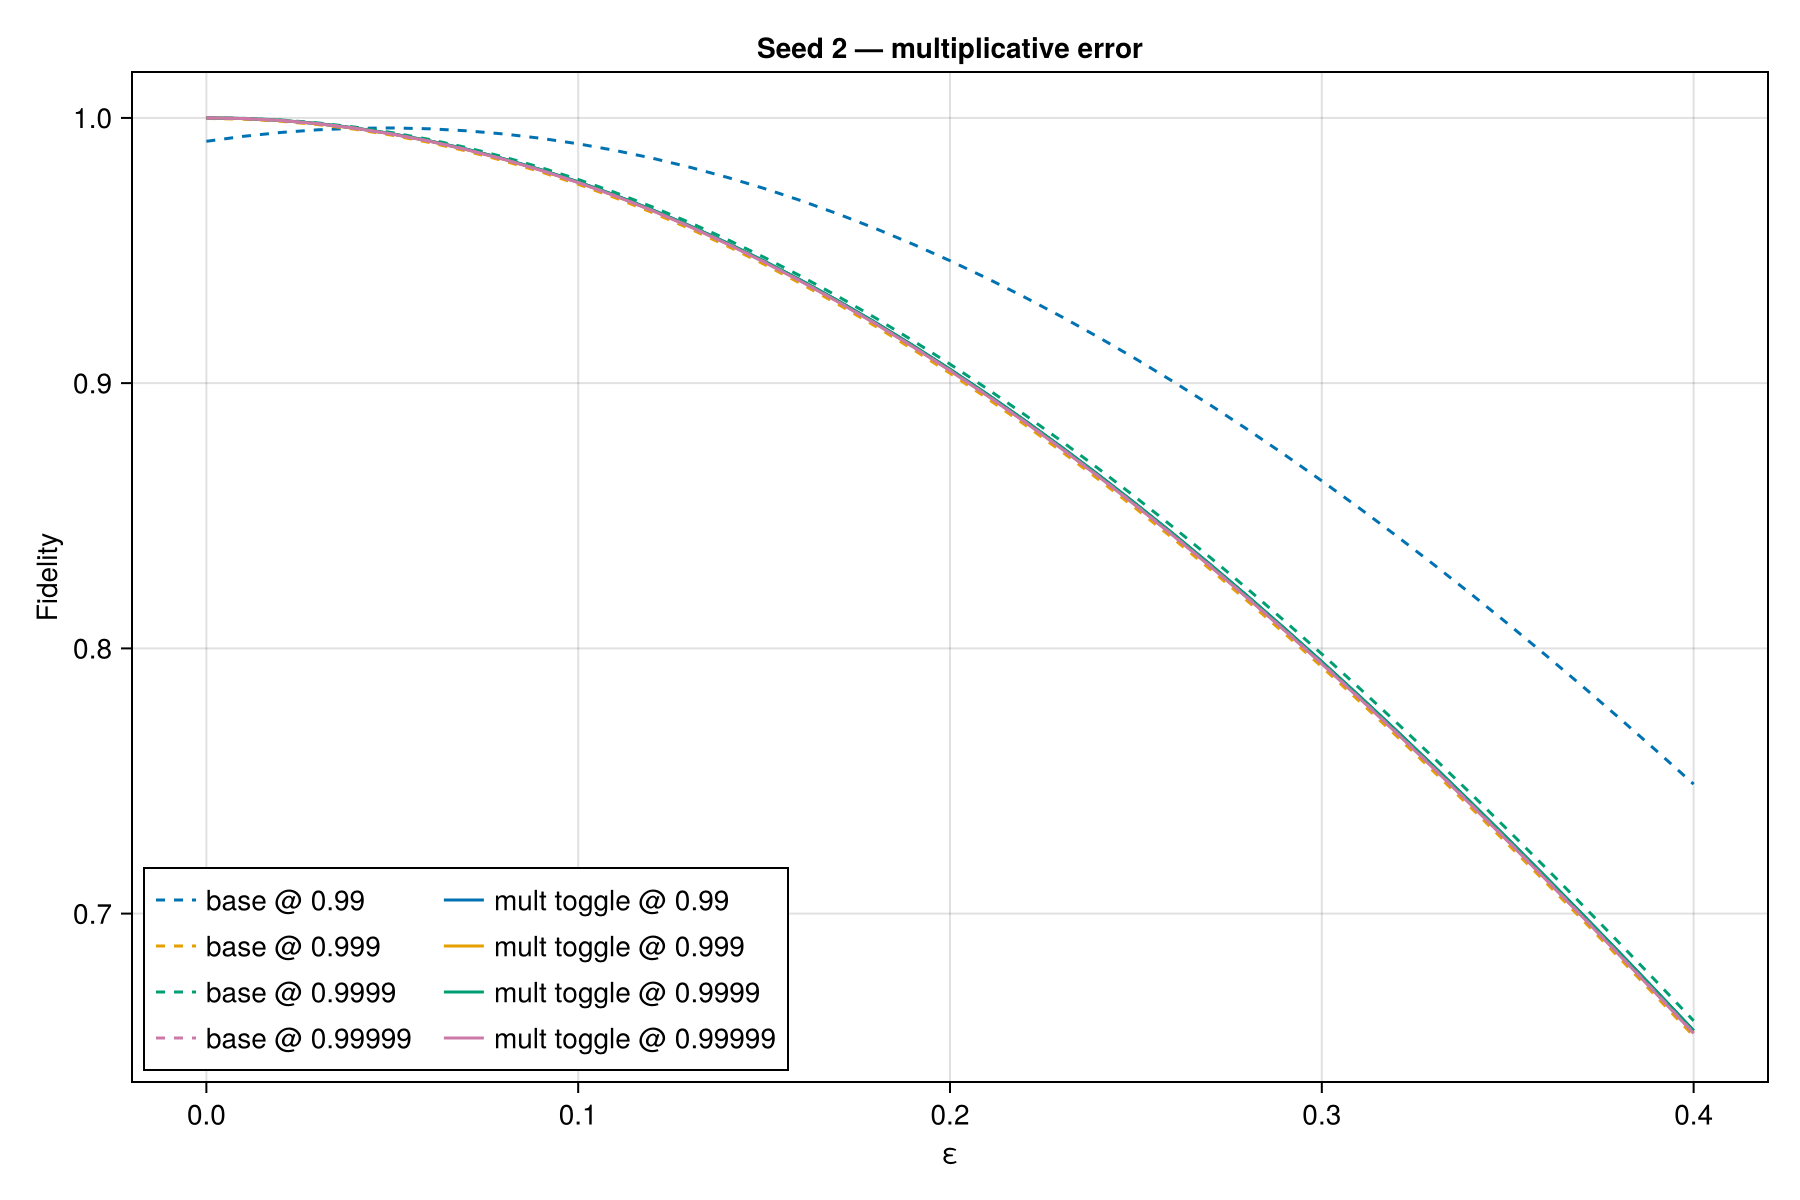 Seed 2 — multiplicative error
Fidelity
1.0
0.9
0.8
0.7
base @ 0.99
mult toggle @ 0.99
base @ 0.999
mult toggle @ 0.999
base @ 0.9999
mult toggle @ 0.9999
base @ 0.99999
mult toggle @ 0.99999
0.0 0.1 0.2 0.3 0.4
ε